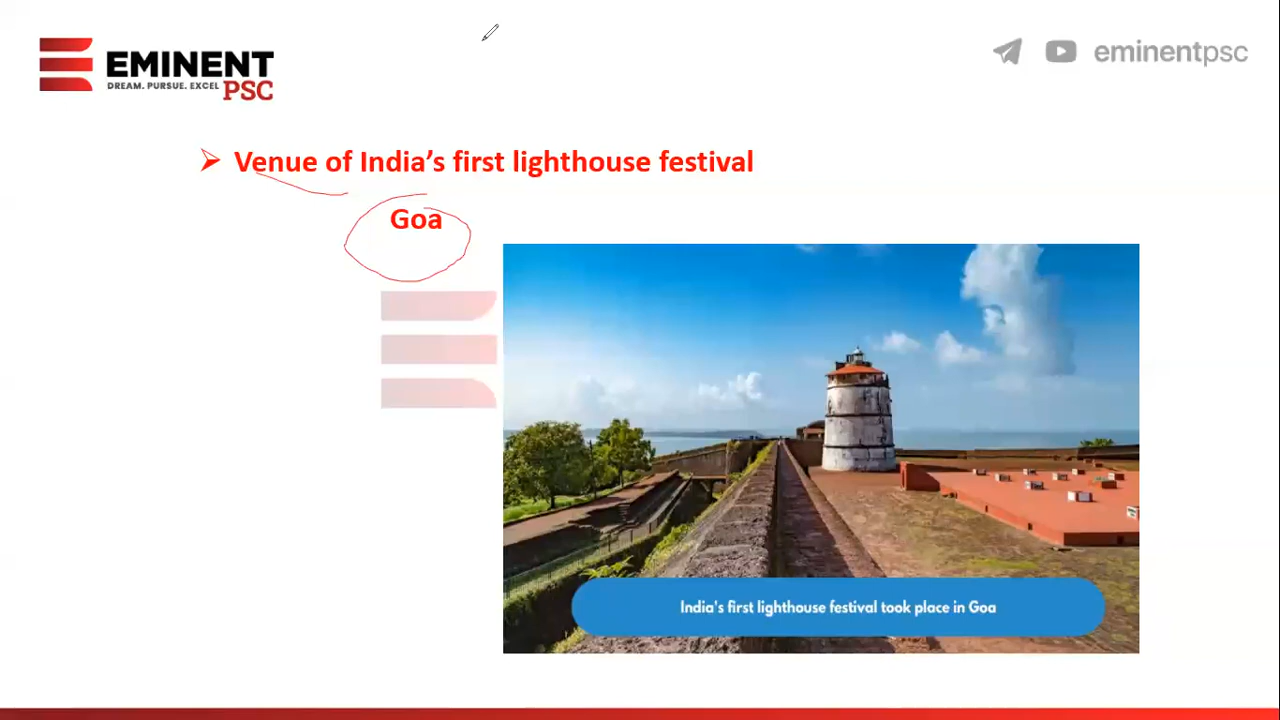 EMINENT
DREAM. PURSUE. EXCEL
PSC
eminentpsc
Venue of India’s first lighthouse festival
Goa
India's first lighthouse festival took place in Goa